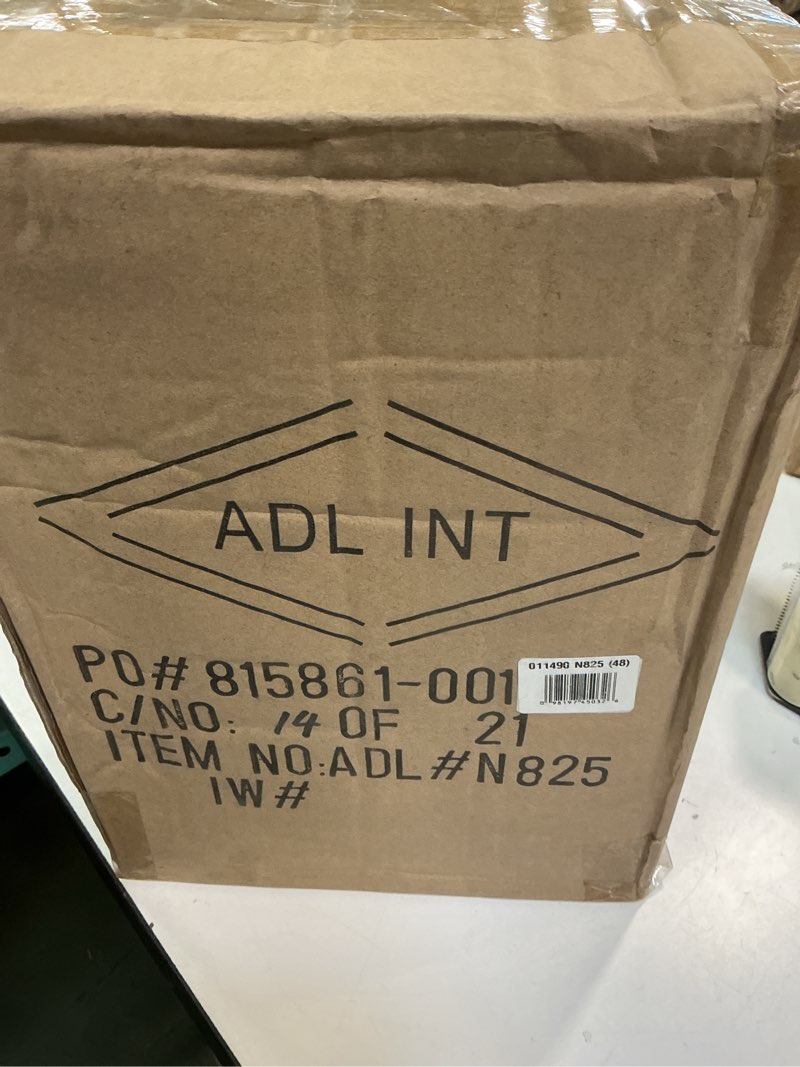 ADL INT
PO# 815861-001
011490 N825 (48)
C/NO: 14 OF 21
ITEM NO:ADL#N825
IW#